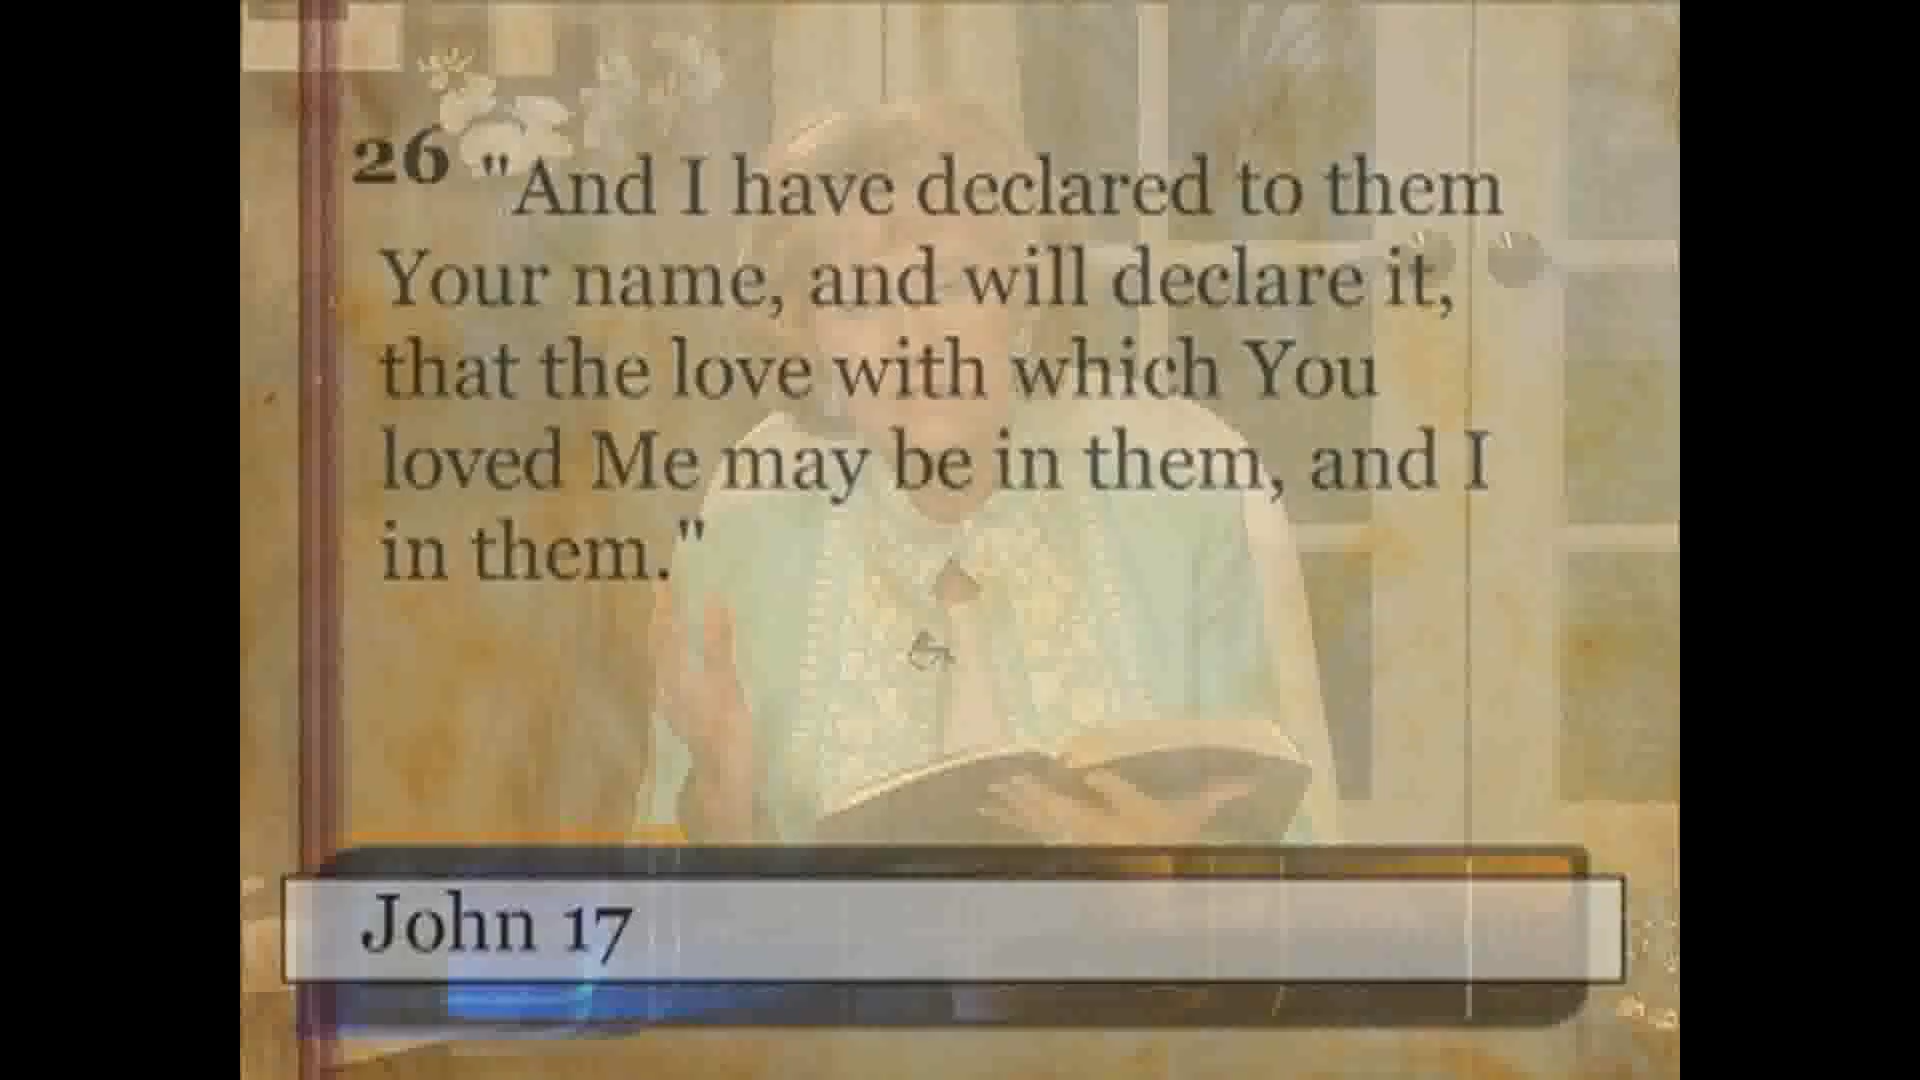 26 "And I have declared to them
Your name, and will declare it,
that the love with which You
loved Me may be in them, and I
in them."
John 17